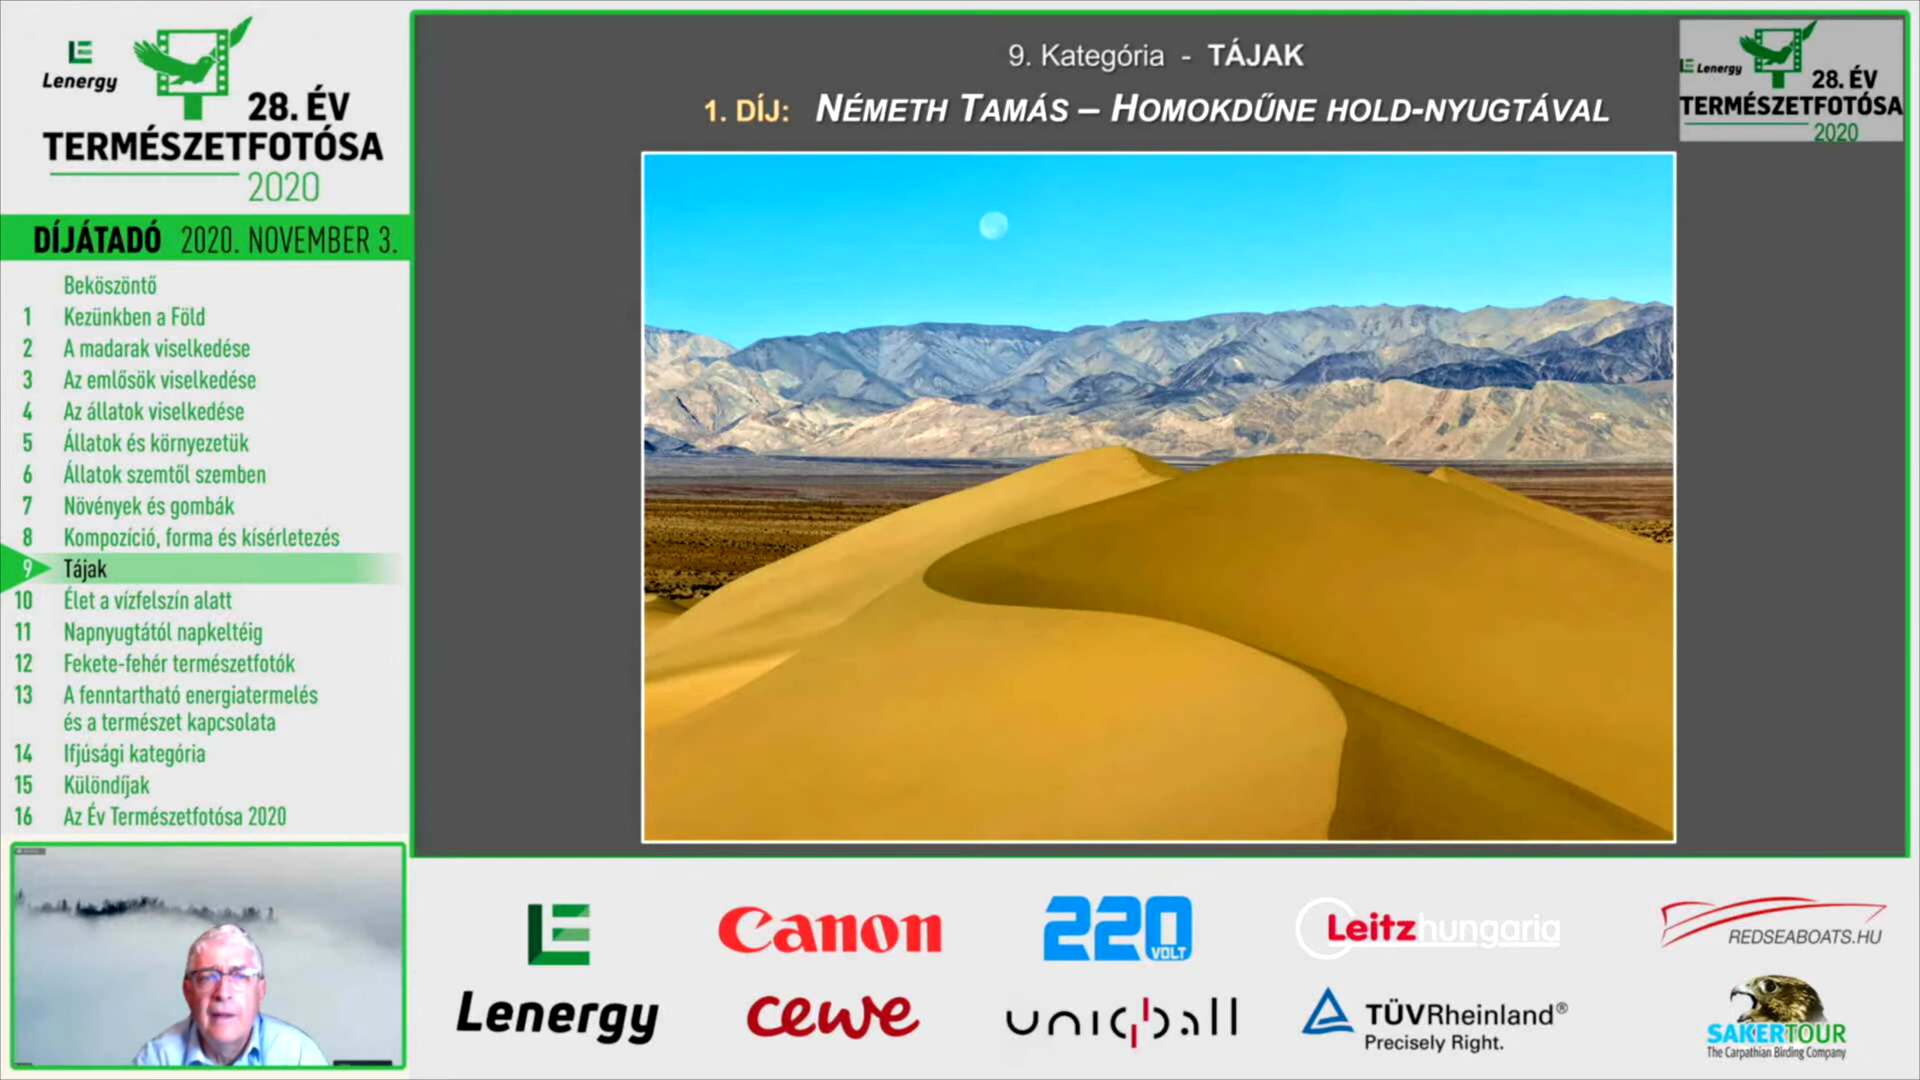 Lenergy
28. ÉV
TERMÉSZETFOTÓSA
2020
DÍJÁTADÓ 2020. NOVEMBER 3.
Beköszöntő
1 Kezünkben a Föld
2 A madarak viselkedése
3 Az emlősök viselkedése
4 Az állatok viselkedése
5 Állatok és környezetük
6 Állatok szemtől szemben
7 Növények és gombák
8 Kompozíció, forma és kísérletezés
9 Tájak
10 Élet a vízfelszín alatt
11 Napnyugtától napkeltéig
12 Fekete-fehér természetfotók
13 A fenntartható energiatermelés
és a természet kapcsolata
14 Ifjúsági kategória
15 Különdíjak
16 Az Év Természetfotósa 2020
9. Kategória - TÁJAK
1. DÍJ: NÉMETH TAMÁS – HOMOKDŰNE HOLD-NYUGTÁVAL
Lenergy
28. ÉV
TERMÉSZETFOTÓSA
2020
Canon
220
VOLT
Leitz hungaria
REDSEABOATS.HU
Lenergy
cewe
uniqball
TÜVRheinland®
Precisely Right.
SAKERTOUR
The Carpathian Birding Company